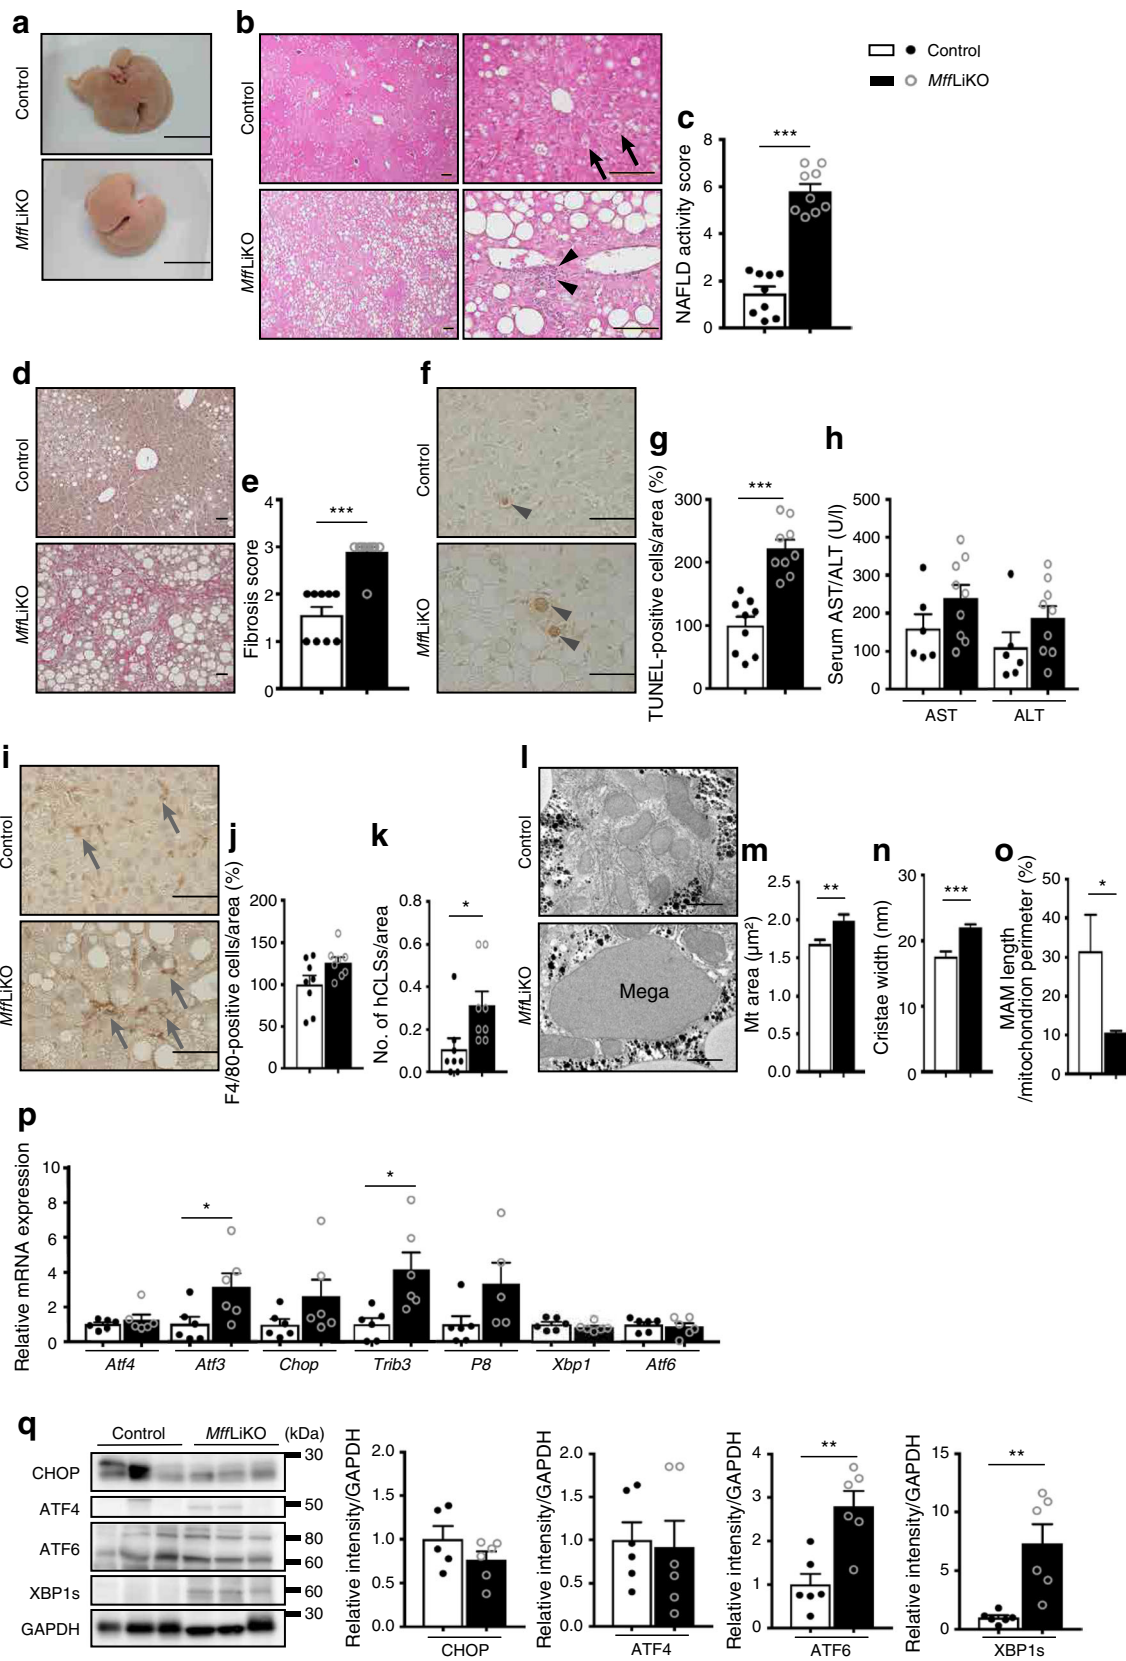 a
Control
MffLiKO
b
Control
MffLiKO
Control
MffLiKO
c
NAFLD activity score
8
6
4
2
0
***
d
Control
MffLiKO
e
Fibrosis score
4
3
2
1
0
***
f
Control
MffLiKO
g
TUNEL-positive cells/area (%)
300
200
100
0
***
h
Serum AST/ALT (U/l)
500
400
300
200
100
0
AST
ALT
i
Control
MffLiKO
j
F4/80-positive cells/area (%)
200
150
100
50
0
k
No. of hCLSs/area
0.8
0.6
0.4
0.2
0.0
*
l
Control
MffLiKO
Mega
m
Mt area (µm²)
2.5
2.0
1.5
1.0
0.5
0.0
**
n
Cristae width (nm)
30
20
10
0
***
o
MAM length
/mitochondrion perimeter (%)
50
40
30
20
10
0
*
p
Relative mRNA expression
10
8
6
4
2
0
*
*
Atf4
Atf3
Chop
Trib3
P8
Xbp1
Atf6
q
Control
MffLiKO
(kDa)
CHOP
30
ATF4
50
ATF6
80
60
XBP1s
60
GAPDH
30
Relative intensity/GAPDH
2.0
1.5
1.0
0.5
0.0
CHOP
Relative intensity/GAPDH
2.0
1.5
1.0
0.5
0.0
ATF4
Relative intensity/GAPDH
4
3
2
1
0
**
ATF6
Relative intensity/GAPDH
15
10
5
0
**
XBP1s